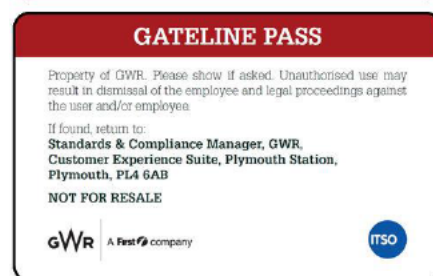 GATELINE PASS
Property of GWR. Please show if asked. Unauthorised use may
result in dismissal of the employee and legal proceedings against
the user and/or employee.
If found, return to:
Standards & Compliance Manager, GWR,
Customer Experience Suite, Plymouth Station,
Plymouth, PL4 6AB
NOT FOR RESALE
GWR A First company
ITSO